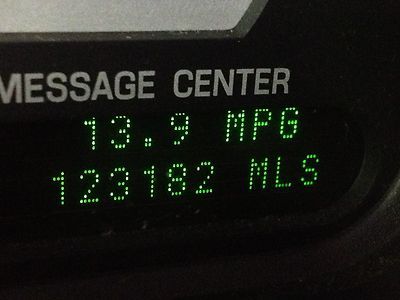 MESSAGE CENTER
13.9 MPG
123182 MLS